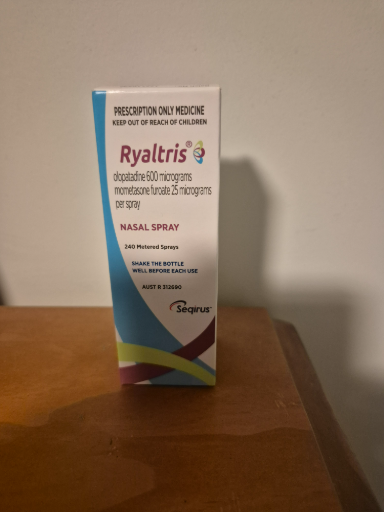 PRESCRIPTION ONLY MEDICINE
KEEP OUT OF REACH OF CHILDREN
Ryaltris®
olopatadine 600 micrograms
mometasone furoate 25 micrograms
per spray
NASAL SPRAY
240 Metered Sprays
SHAKE THE BOTTLE
WELL BEFORE EACH USE
AUST R 312690
Seqirus